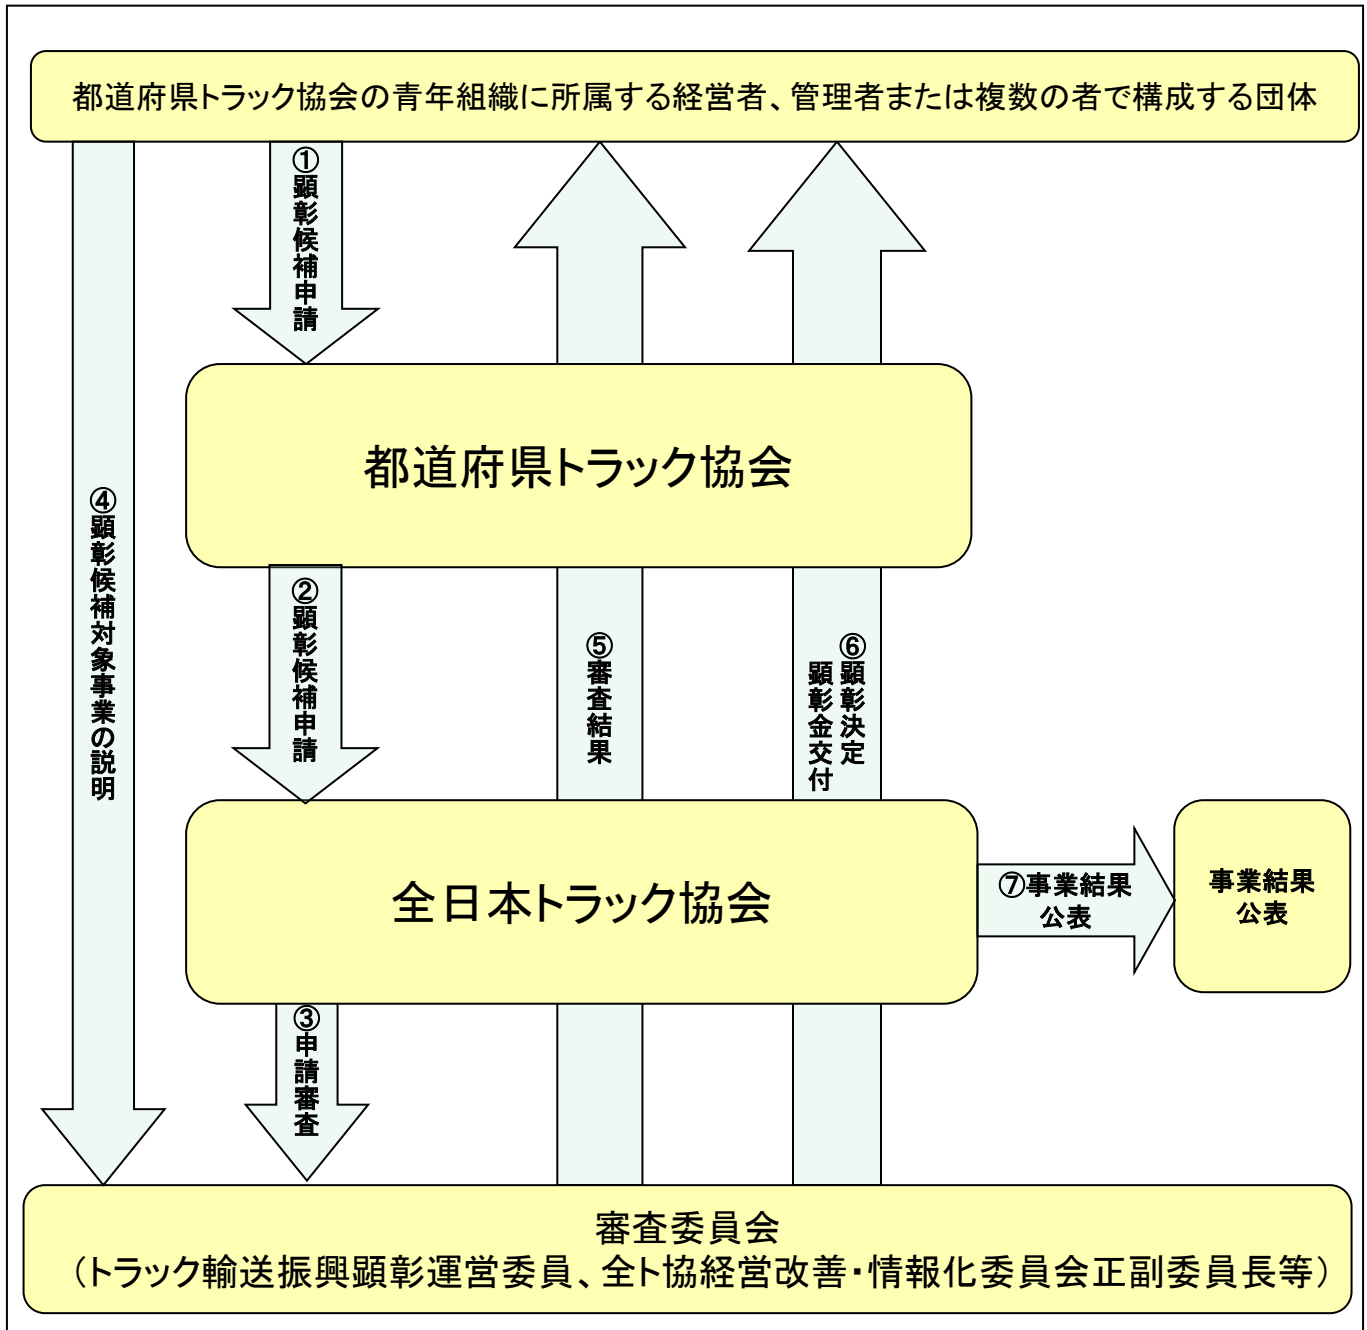 都道府県トラック協会の青年組織に所属する経営者、管理者または複数の者で構成する団体
①顕彰候補申請
都道府県トラック協会
④顕彰候補対象事業の説明
②顕彰候補申請
⑤審査結果
⑥顕彰決定
顕彰金交付
全日本トラック協会
⑦事業結果
公表
事業結果
公表
③申請審査
審査委員会
（トラック輸送振興顕彰運営委員、全ト協経営改善・情報化委員会正副委員長等）